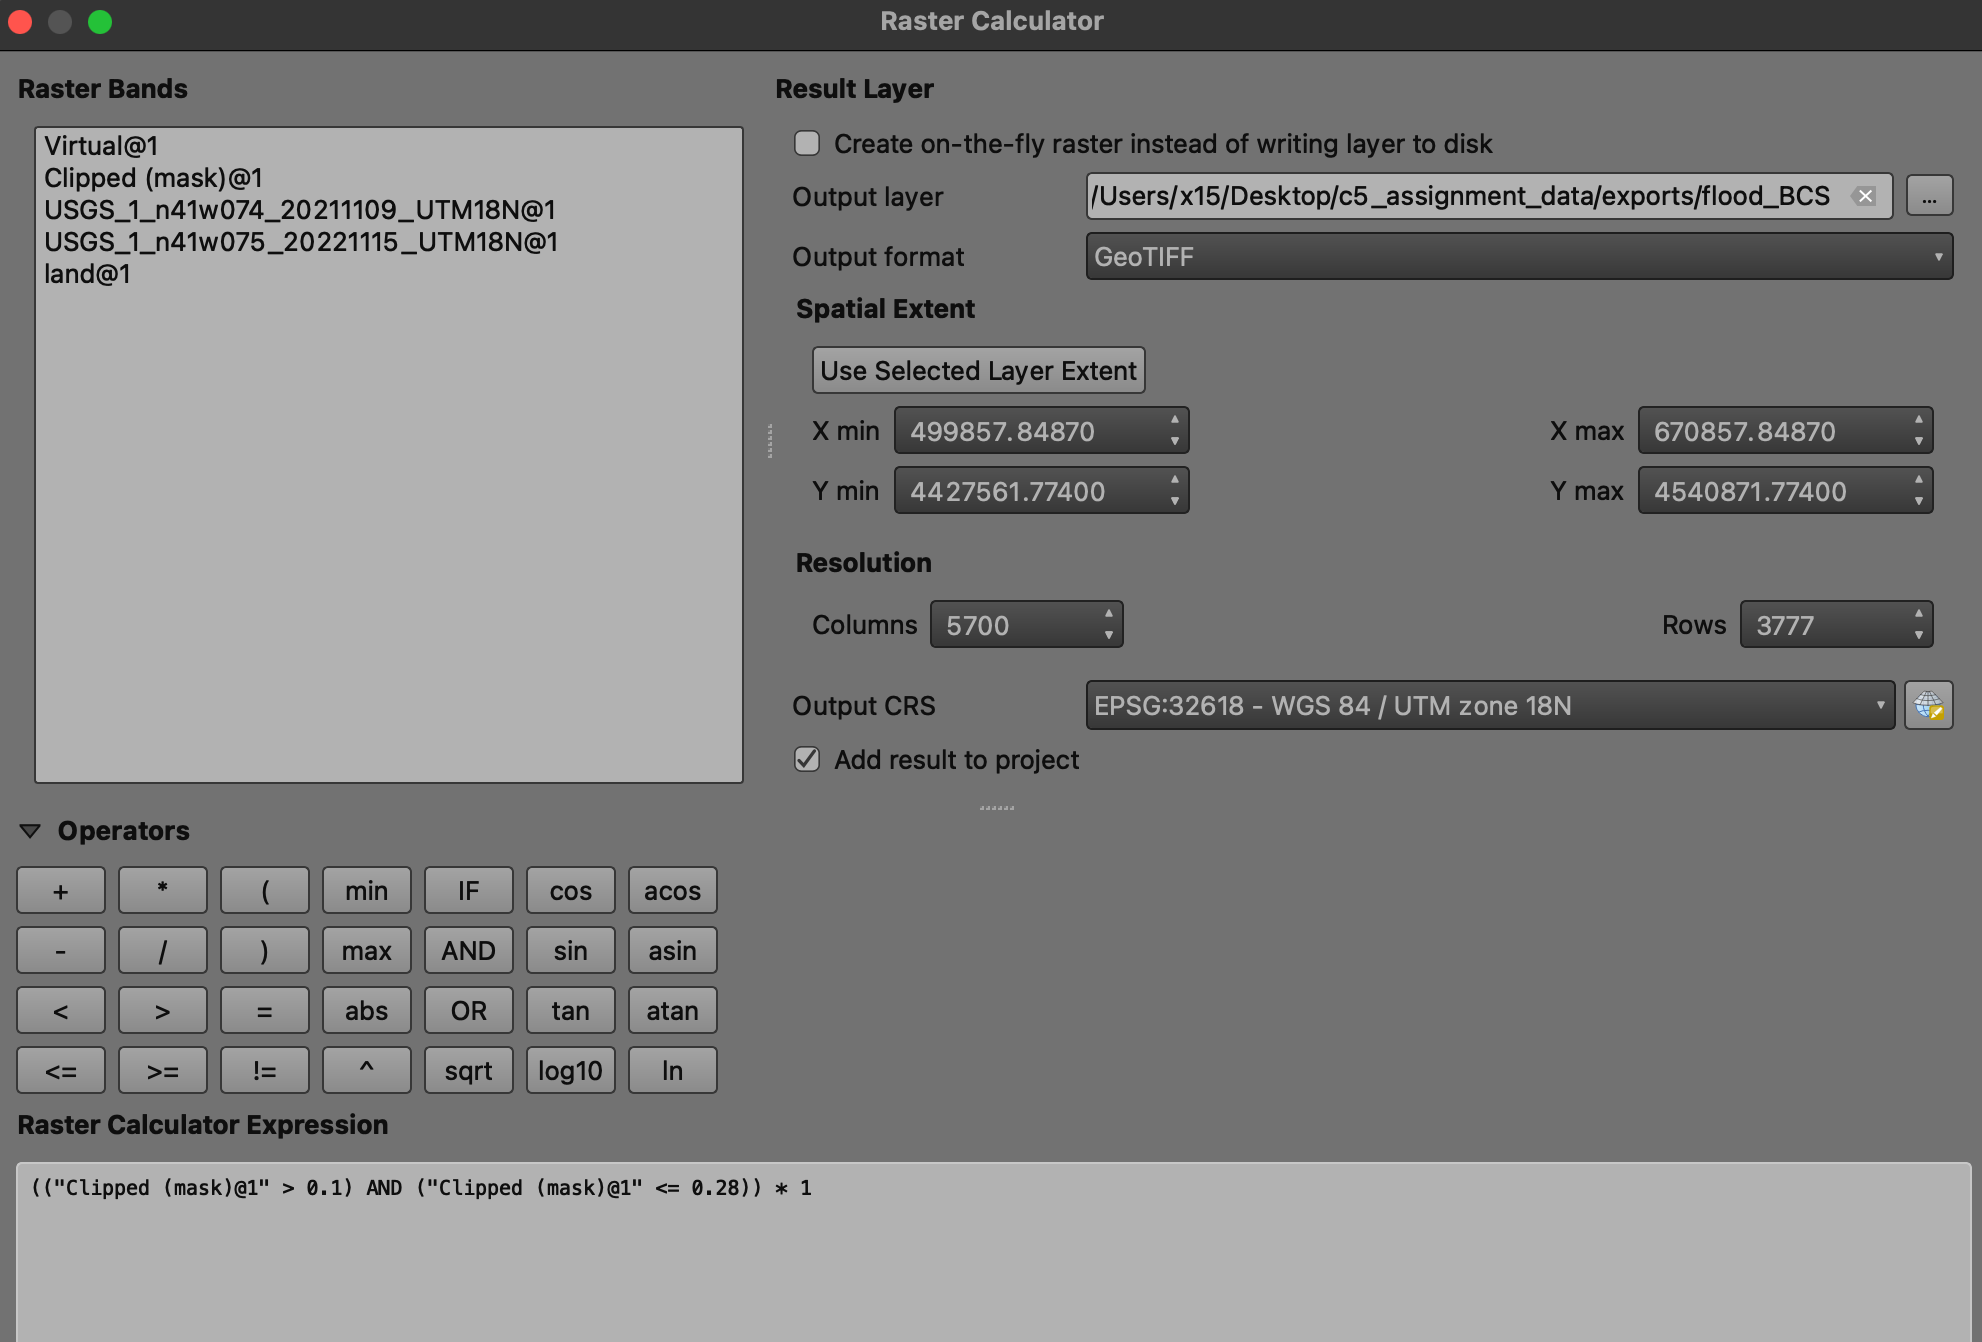 Raster Calculator
Raster Bands
Virtual@1
Clipped (mask)@1
USGS_1_n41w074_20211109_UTM18N@1
USGS_1_n41w075_20221115_UTM18N@1
land@1
Result Layer
Create on-the-fly raster instead of writing layer to disk
Output layer /Users/x15/Desktop/c5_assignment_data/exports/flood_BCS ...
Output format GeoTIFF
Spatial Extent
Use Selected Layer Extent
X min 499857.84870 X max 670857.84870
Y min 4427561.77400 Y max 4540871.77400
Resolution
Columns 5700 Rows 3777
Output CRS EPSG:32618 - WGS 84 / UTM zone 18N
Add result to project
Operators
+ * ( min IF cos acos
- / ) max AND sin asin
< > = abs OR tan atan
<= >= != ^ sqrt log10 ln
Raster Calculator Expression
(("Clipped (mask)@1" > 0.1) AND ("Clipped (mask)@1" <= 0.28)) * 1